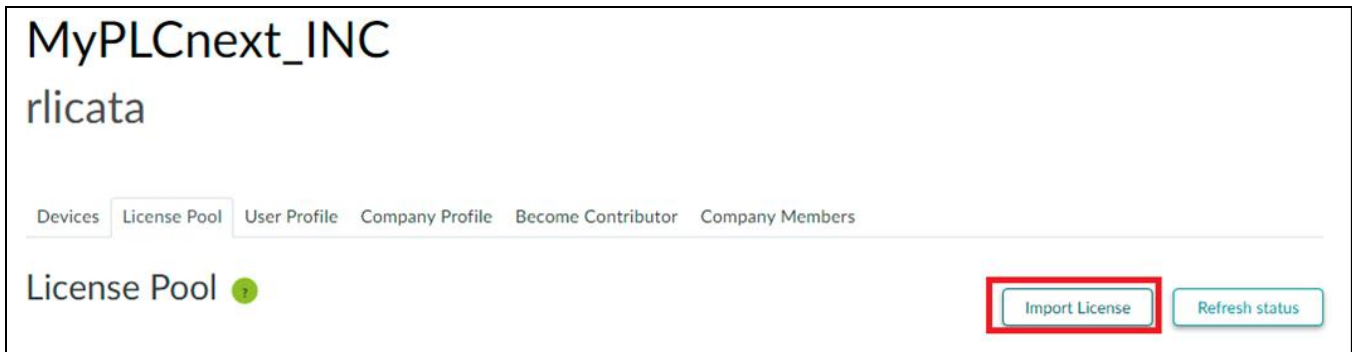 MyPLCnext_INC
rlicata
Devices License Pool User Profile Company Profile Become Contributor Company Members
License Pool ?
Import License Refresh status